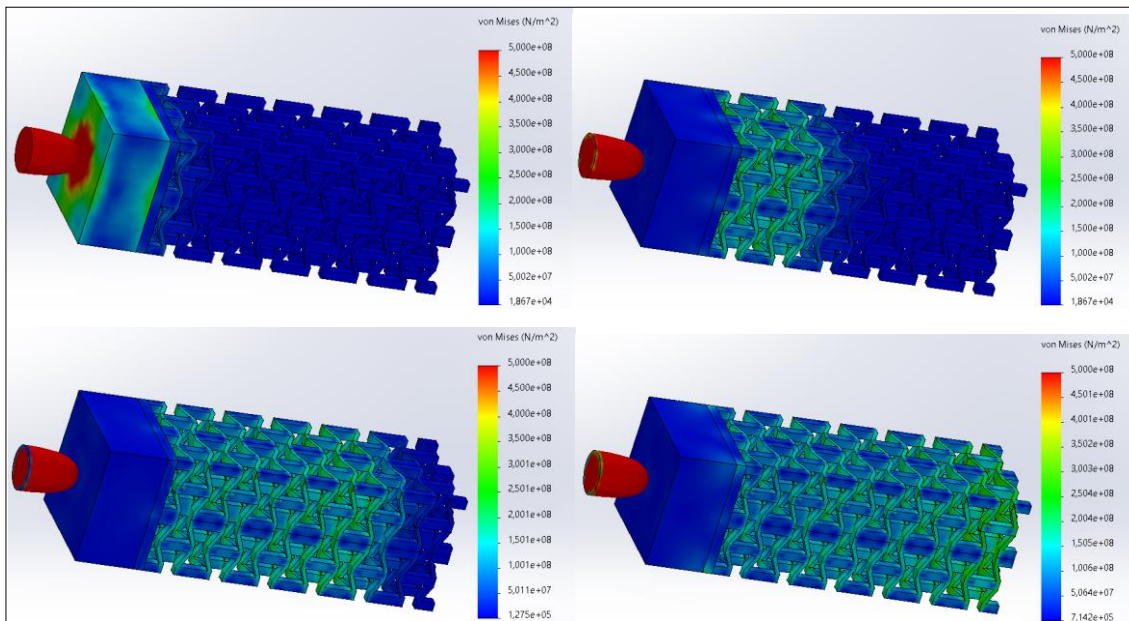 von Mises (N/m^2)
5,000e+08
4,500e+08
4,000e+08
3,500e+08
3,000e+08
2,500e+08
2,000e+08
1,500e+08
1,000e+08
5,002e+07
1,867e+04
von Mises (N/m^2)
5,000e+08
4,500e+08
4,000e+08
3,500e+08
3,000e+08
2,500e+08
2,000e+08
1,500e+08
1,000e+08
5,002e+07
1,867e+04
von Mises (N/m^2)
5,000e+08
4,500e+08
4,000e+08
3,501e+08
3,001e+08
2,501e+08
2,001e+08
1,501e+08
1,001e+08
5,011e+07
1,275e+05
von Mises (N/m^2)
5,000e+08
4,501e+08
4,001e+08
3,502e+08
3,003e+08
2,504e+08
2,004e+08
1,505e+08
1,006e+08
5,064e+07
7,142e+05